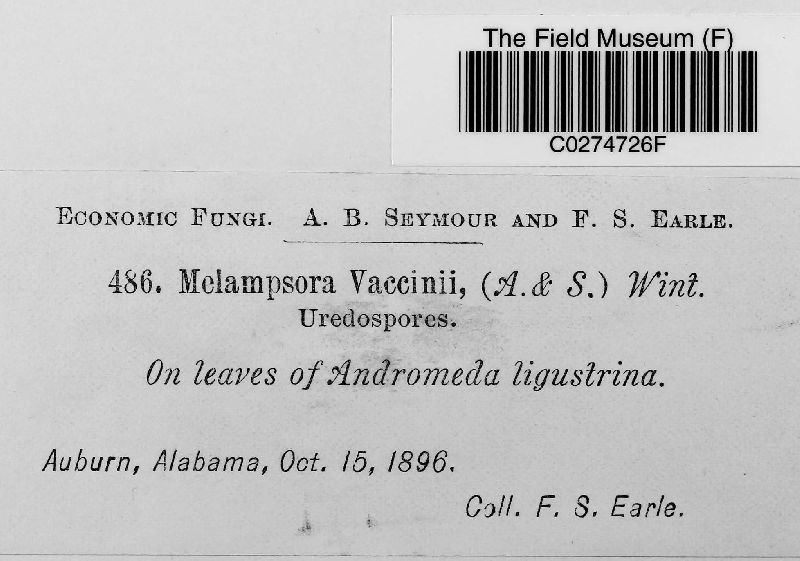 The Field Museum (F)
C0274726F
Economic Fungi. A. B. Seymour and F. S. Earle.
486. Melampsora Vaccinii, (A. & S.) Wint.
Uredospores.
On leaves of Andromeda ligustrina.
Auburn, Alabama, Oct. 15, 1896.
Coll. F. S. Earle.